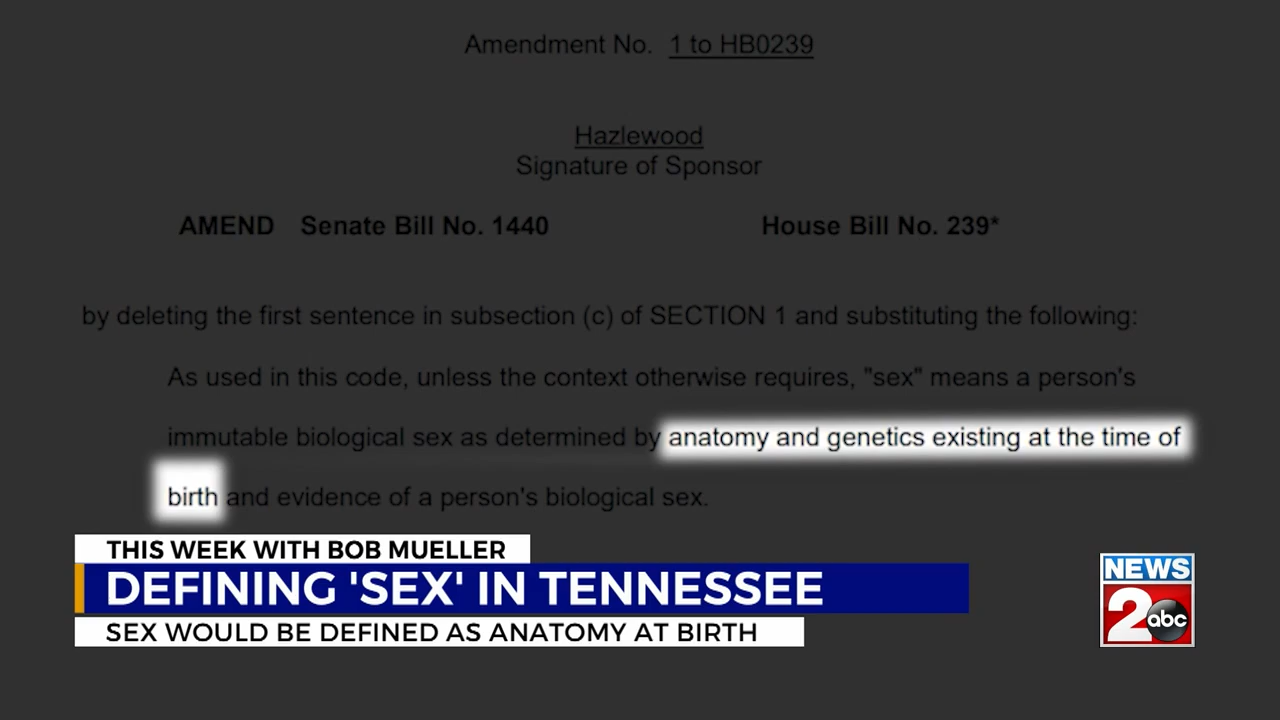 Amendment No. 1 to HB0239
Hazlewood
Signature of Sponsor
AMEND Senate Bill No. 1440 House Bill No. 239*
by deleting the first sentence in subsection (c) of SECTION 1 and substituting the following:
As used in this code, unless the context otherwise requires, "sex" means a person's
immutable biological sex as determined by anatomy and genetics existing at the time of
birth and evidence of a person's biological sex.
THIS WEEK WITH BOB MUELLER
DEFINING 'SEX' IN TENNESSEE
SEX WOULD BE DEFINED AS ANATOMY AT BIRTH
NEWS
2 abc